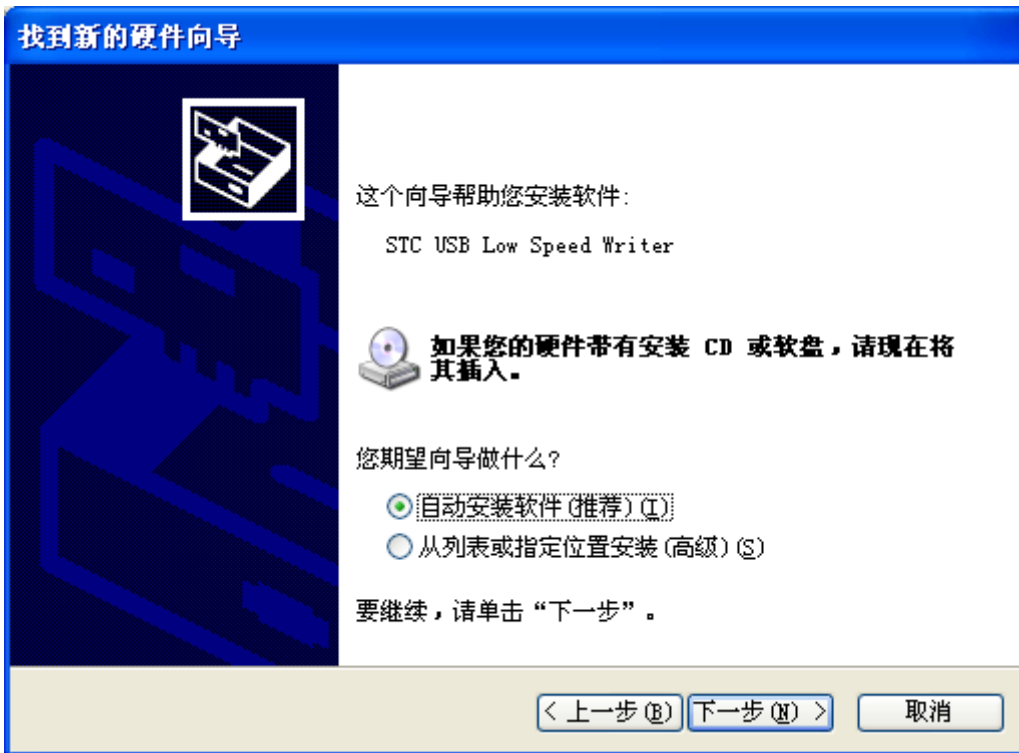 找到新的硬件向导
这个向导帮助您安装软件:
STC USB Low Speed Writer
如果您的硬件带有安装 CD 或软盘，请现在将
其插入。
您期望向导做什么?
自动安装软件(推荐)(I)
从列表或指定位置安装(高级)(S)
要继续，请单击“下一步”。
< 上一步(B) 下一步(N) > 取消